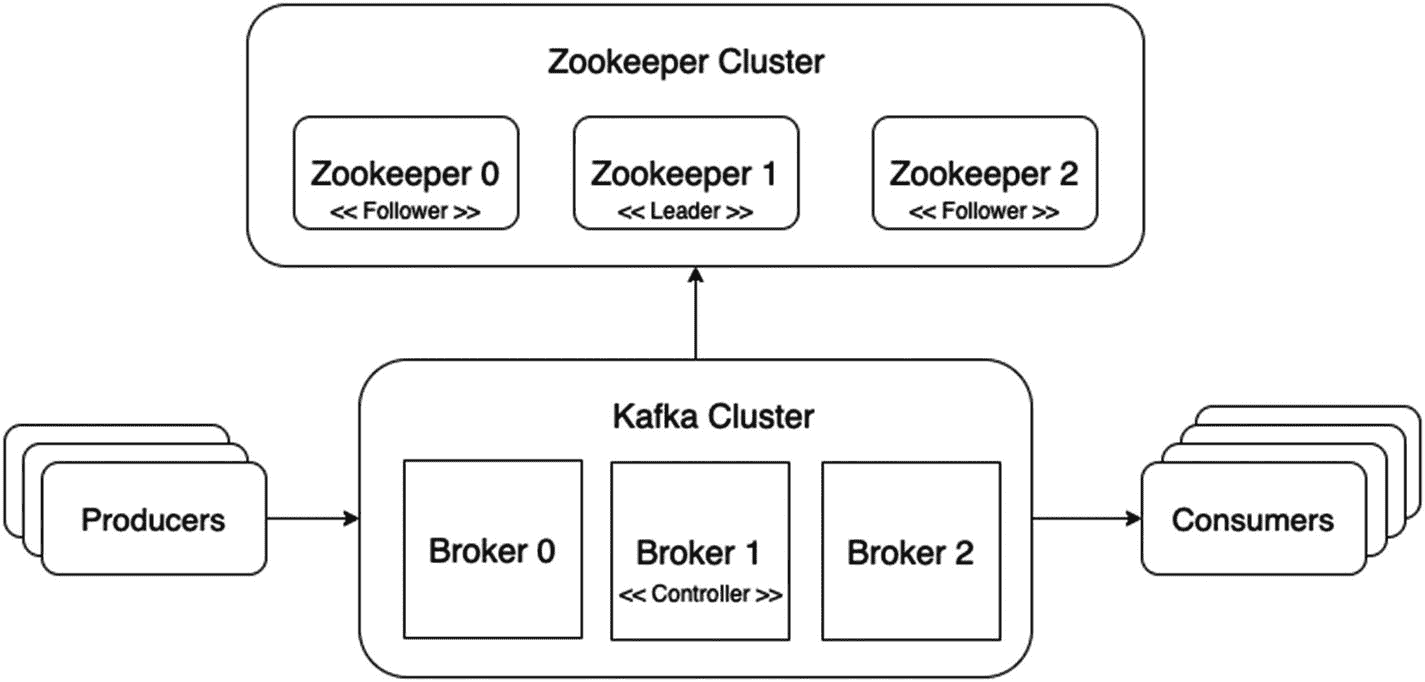 Zookeeper Cluster
Zookeeper 0
<< Follower >>
Zookeeper 1
<< Leader >>
Zookeeper 2
<< Follower >>
Kafka Cluster
Producers
Broker 0
Broker 1
<< Controller >>
Broker 2
Consumers